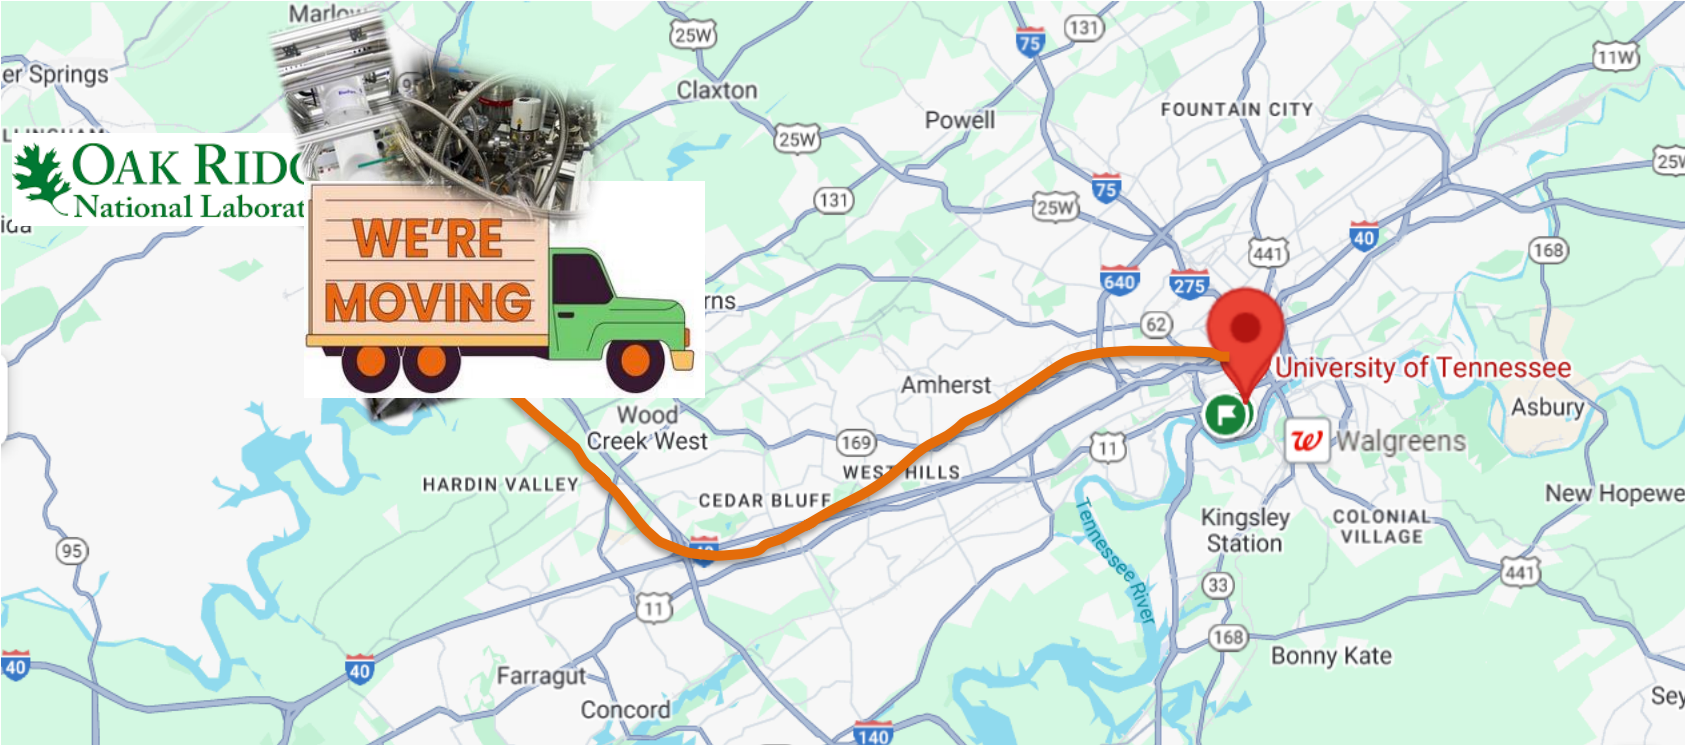 Marlow
25W
75
131
er Springs
95
Claxton
11W
LLINGHAM
Powell
FOUNTAIN CITY
25W
OAK RIDG
National Laborat
25W
ida
131
75
25W
WE'RE
MOVING
441
40
168
640
275
rns
62
University of Tennessee
Amherst
Asbury
Wood
Creek West
169
11
Walgreens
WEST HILLS
HARDIN VALLEY
CEDAR BLUFF
New Hopewe
Kingsley
Station
COLONIAL
VILLAGE
Tennessee River
95
441
33
11
168
Bonny Kate
40
40
Farragut
Sey
Concord
140